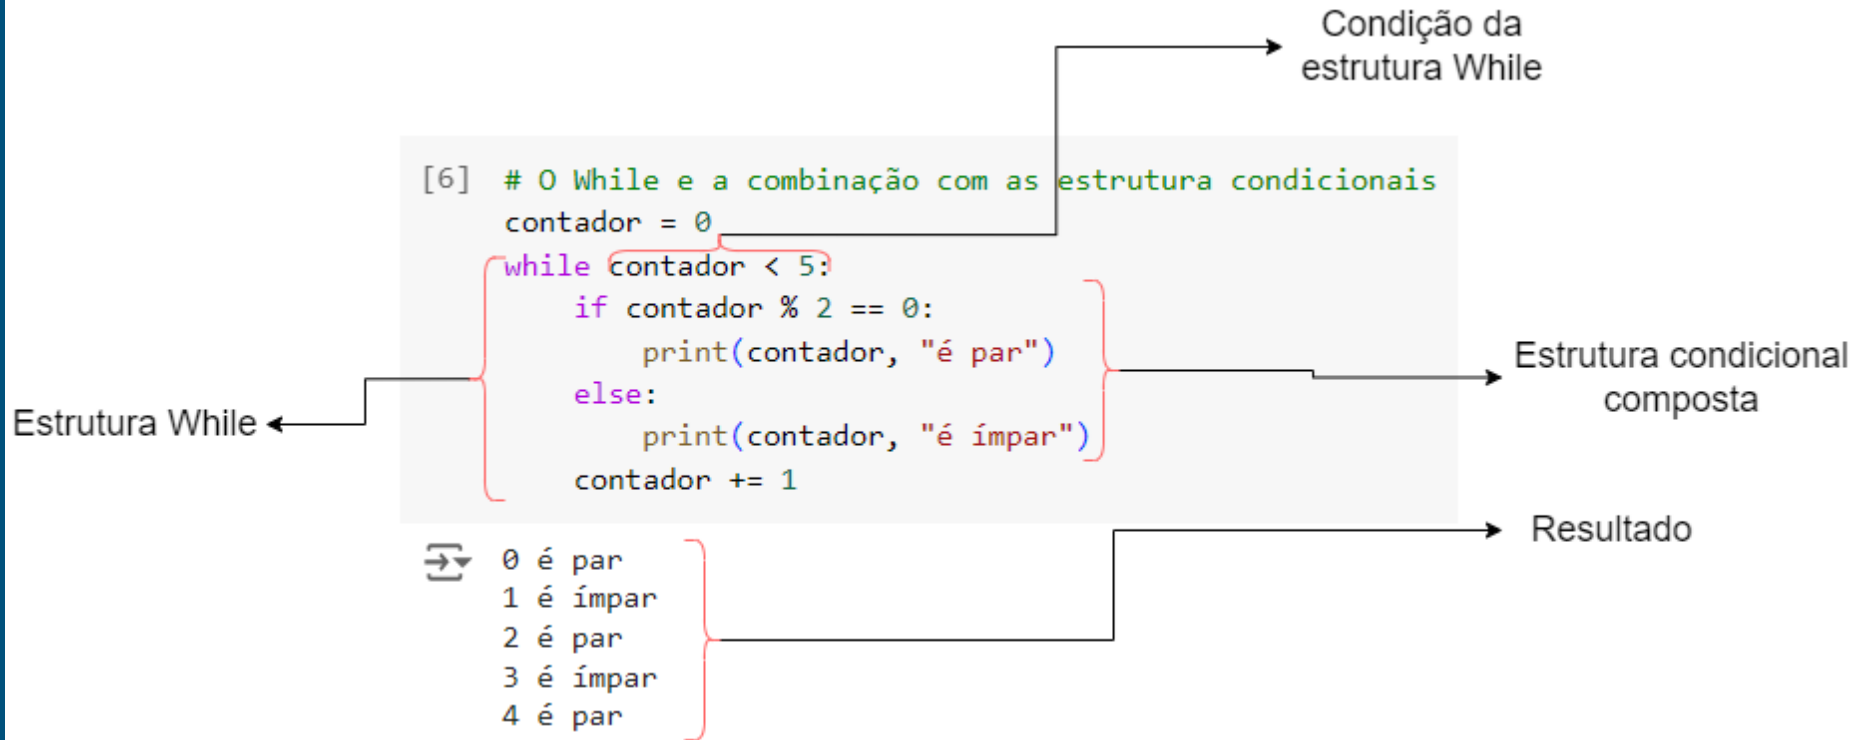 Condição da
estrutura While
[6] # O While e a combinação com as estrutura condicionais
contador = 0
while contador < 5:
if contador % 2 == 0:
print(contador, "é par")
else:
print(contador, "é ímpar")
contador += 1
Estrutura While
Estrutura condicional
composta
Resultado
0 é par
1 é ímpar
2 é par
3 é ímpar
4 é par